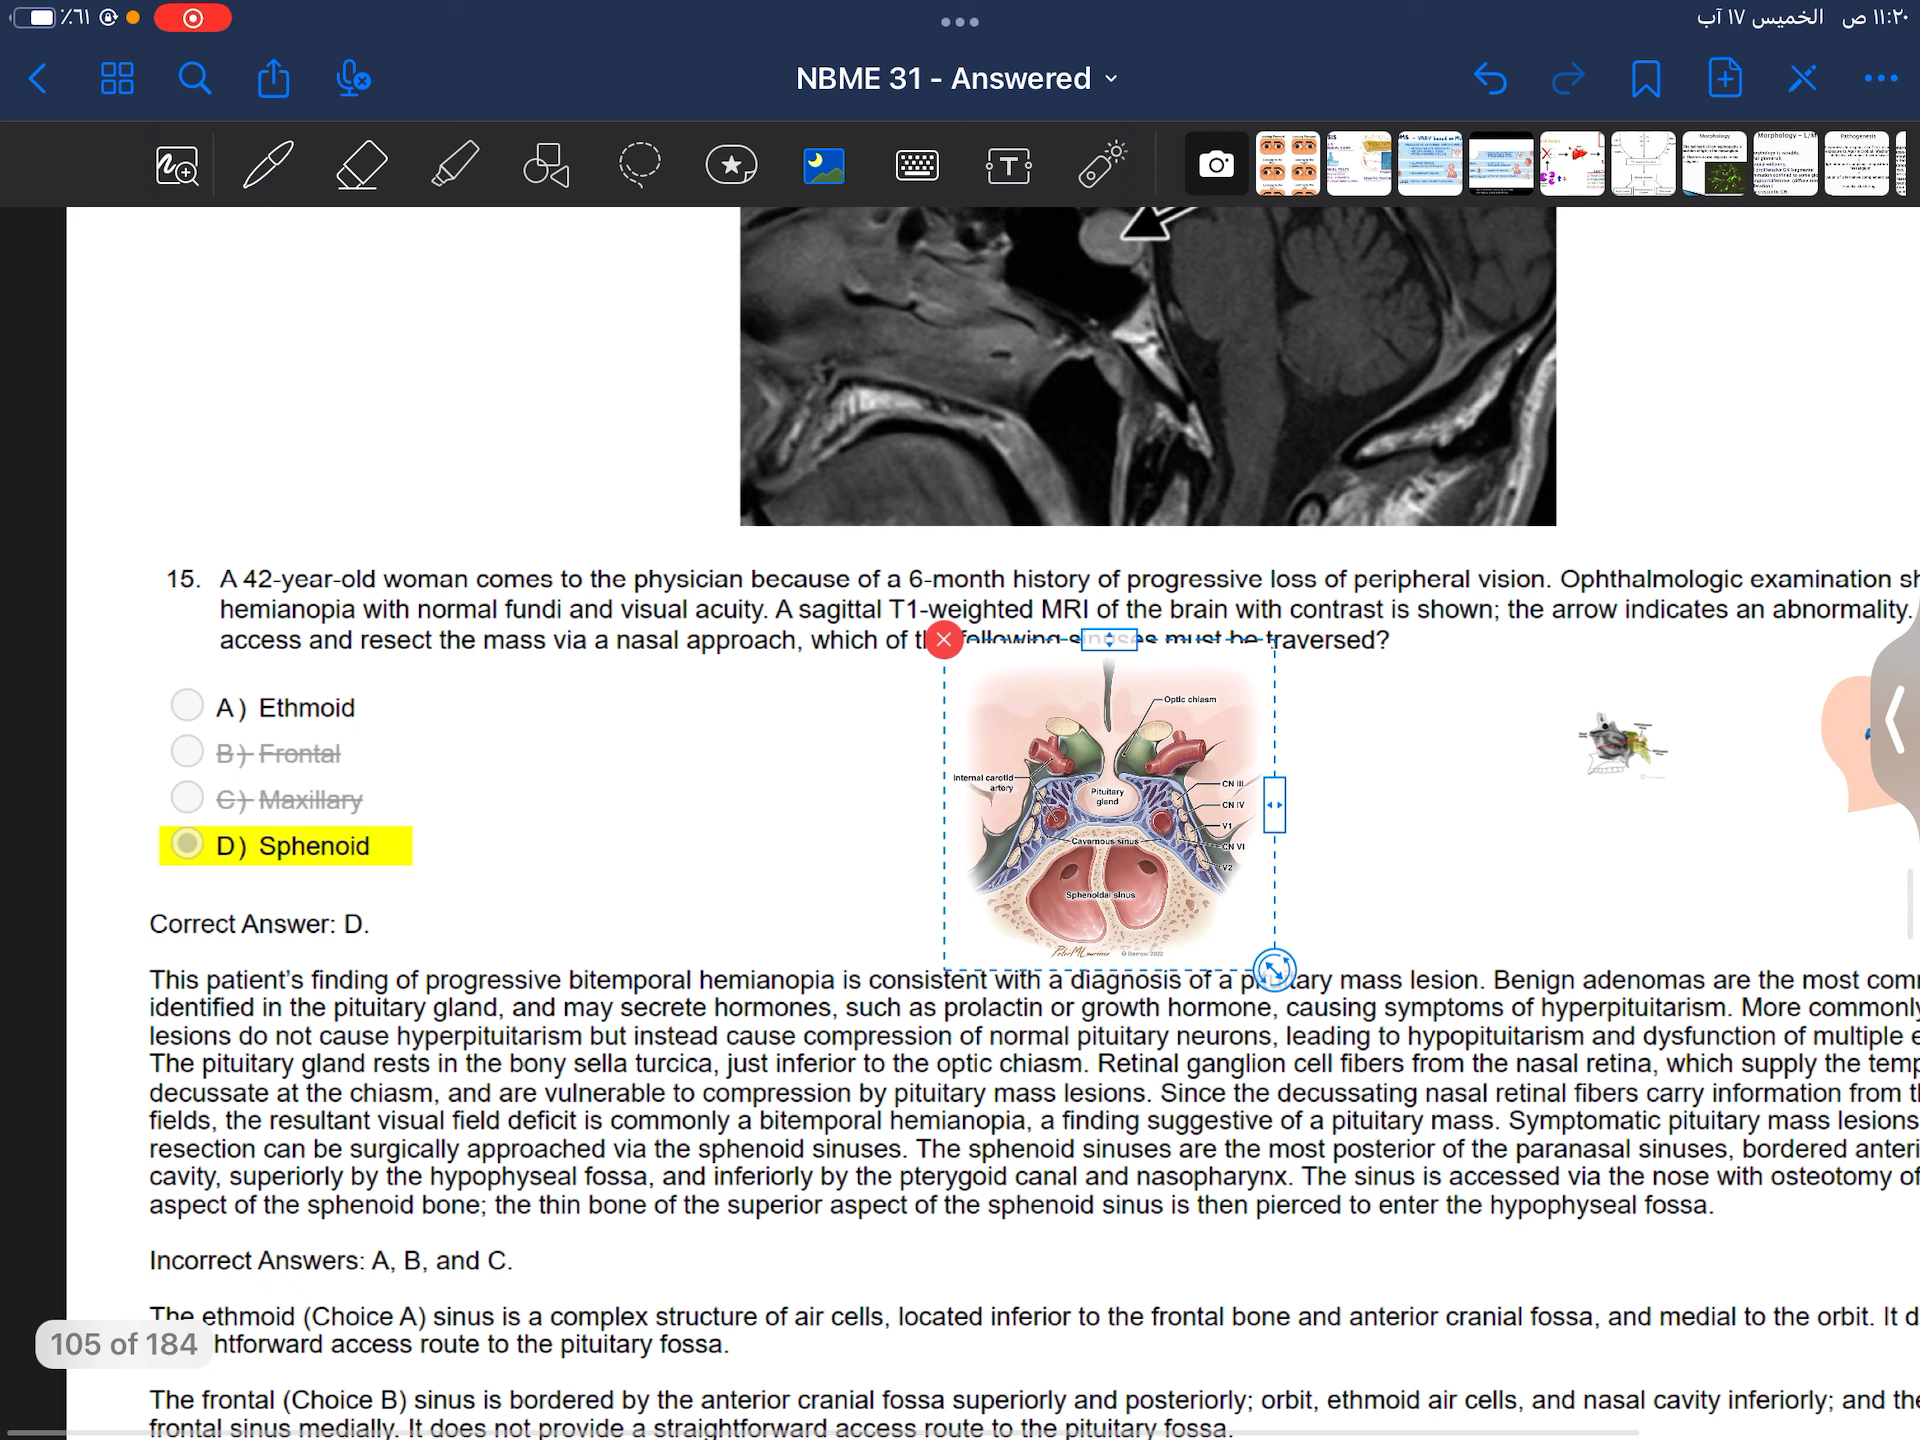 ٪٦١
١١:٢٠ ص الخميس ١٧ آب
NBME 31 - Answered
15. A 42-year-old woman comes to the physician because of a 6-month history of progressive loss of peripheral vision. Ophthalmologic examination
hemianopia with normal fundi and visual acuity. A sagittal T1-weighted MRI of the brain with contrast is shown; the arrow indicates an abnormality.
access and resect the mass via a nasal approach, which of following sinuses must be traversed?
A) Ethmoid
B) Frontal
C) Maxillary
D) Sphenoid
Optic chiasm
Internal carotid artery
Pituitary gland
CN III
CN IV
V1
Cavernous sinus
CN VI
V2
Sphenoidal sinus
© Barrow 2022
Correct Answer: D.
This patient's finding of progressive bitemporal hemianopia is consistent with a diagnosis of a mass lesion. Benign adenomas are the most
identified in the pituitary gland, and may secrete hormones, such as prolactin or growth hormone, causing symptoms of hyperpituitarism. More commonly
lesions do not cause hyperpituitarism but instead cause compression of normal pituitary neurons, leading to hypopituitarism and dysfunction of multiple
The pituitary gland rests in the bony sella turcica, just inferior to the optic chiasm. Retinal ganglion cell fibers from the nasal retina, which supply the
decussate at the chiasm, and are vulnerable to compression by pituitary mass lesions. Since the decussating nasal retinal fibers carry information from
fields, the resultant visual field deficit is commonly a bitemporal hemianopia, a finding suggestive of a pituitary mass. Symptomatic pituitary mass lesions
resection can be surgically approached via the sphenoid sinuses. The sphenoid sinuses are the most posterior of the paranasal sinuses, bordered
cavity, superiorly by the hypophyseal fossa, and inferiorly by the pterygoid canal and nasopharynx. The sinus is accessed via the nose with osteotomy of
aspect of the sphenoid bone; the thin bone of the superior aspect of the sphenoid sinus is then pierced to enter the hypophyseal fossa.
Incorrect Answers: A, B, and C.
The ethmoid (Choice A) sinus is a complex structure of air cells, located inferior to the frontal bone and anterior cranial fossa, and medial to the orbit. It
htforward access route to the pituitary fossa.
105 of 184
The frontal (Choice B) sinus is bordered by the anterior cranial fossa superiorly and posteriorly; orbit, ethmoid air cells, and nasal cavity inferiorly; and
frontal sinus medially. It does not provide a straightforward access route to the pituitary fossa.